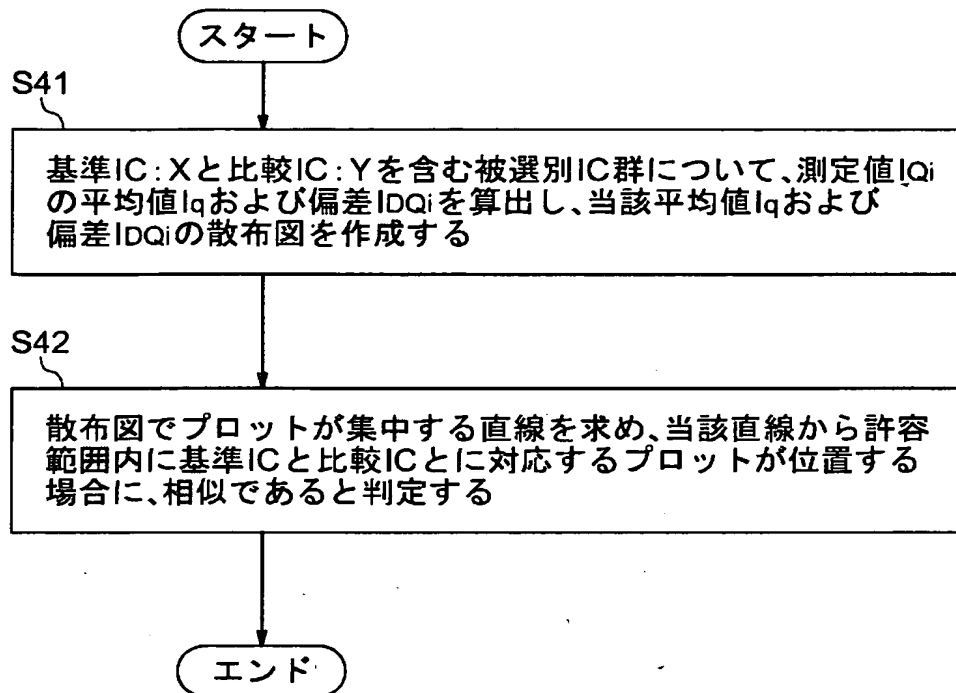 スタート
S41
基準IC:Xと比較IC:Yを含む被選別IC群について、測定値IQi
の平均値Iqおよび偏差IDQiを算出し、当該平均値Iqおよび
偏差IDQiの散布図を作成する
S42
散布図でプロットが集中する直線を求め、当該直線から許容
範囲内に基準ICと比較ICとに対応するプロットが位置する
場合に、相似であると判定する
エンド